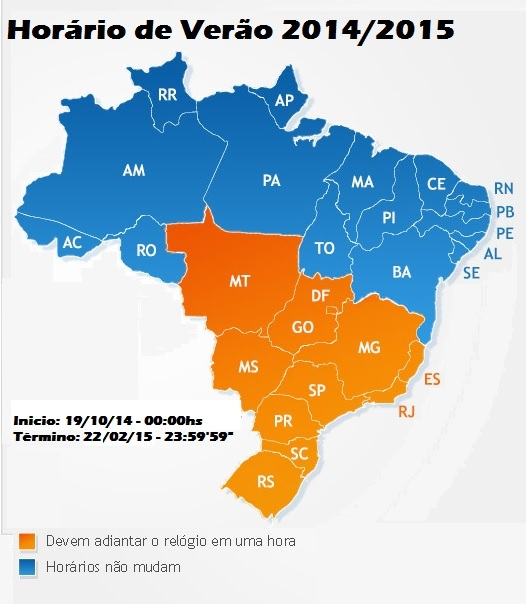 Horário de Verão 2014/2015
RR
AP
AM
PA
MA
CE
RN
PB
PI
PE
AC
RO
TO
AL
BA
SE
MT
DF
GO
MG
MS
SP
ES
RJ
Inicio: 19/10/14 - 00:00hs
PR
Término: 22/02/15 - 23:59'59"
SC
RS
Devem adiantar o relógio em uma hora
Horários não mudam